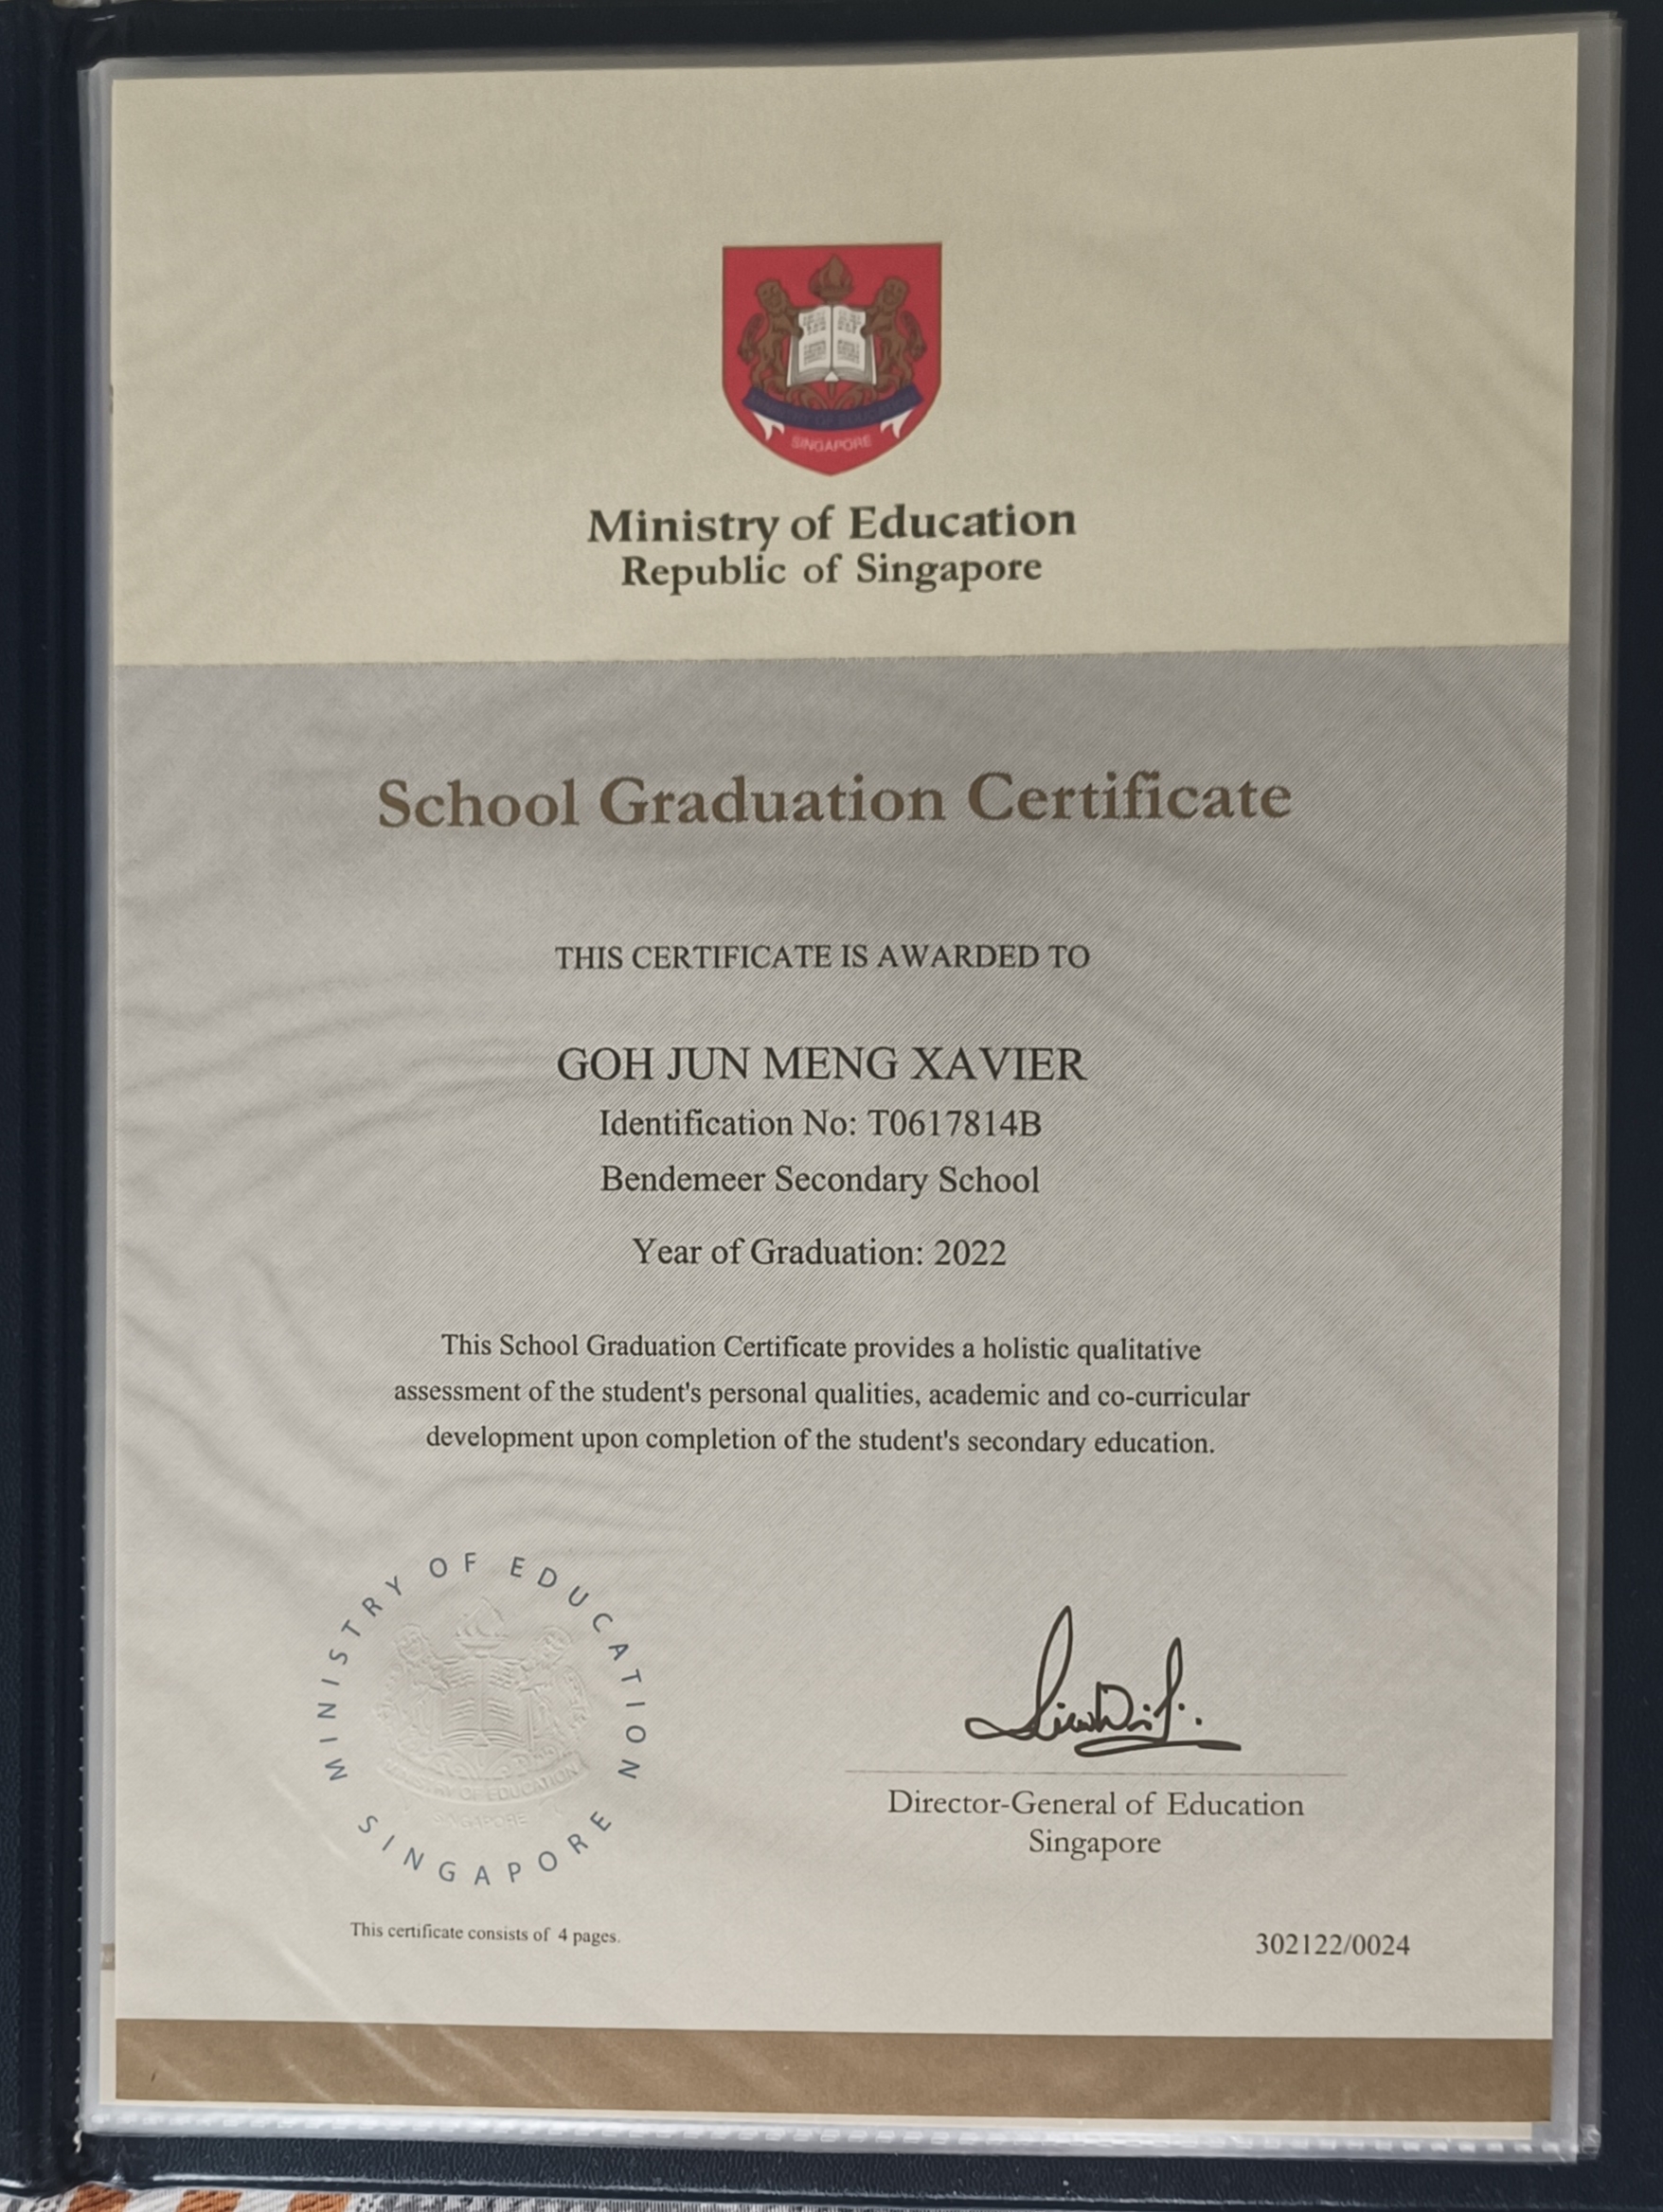 MINISTRY OF EDUCATION
SINGAPORE
Ministry of Education
Republic of Singapore
School Graduation Certificate
THIS CERTIFICATE IS AWARDED TO
GOH JUN MENG XAVIER
Identification No: T0617814B
Bendemeer Secondary School
Year of Graduation: 2022
This School Graduation Certificate provides a holistic qualitative
assessment of the student's personal qualities, academic and co-curricular
development upon completion of the student's secondary education.
MINISTRY OF EDUCATION
SINGAPORE
MINISTRY OF EDUCATION
SINGAPORE
Director-General of Education
Singapore
This certificate consists of 4 pages.
302122/0024